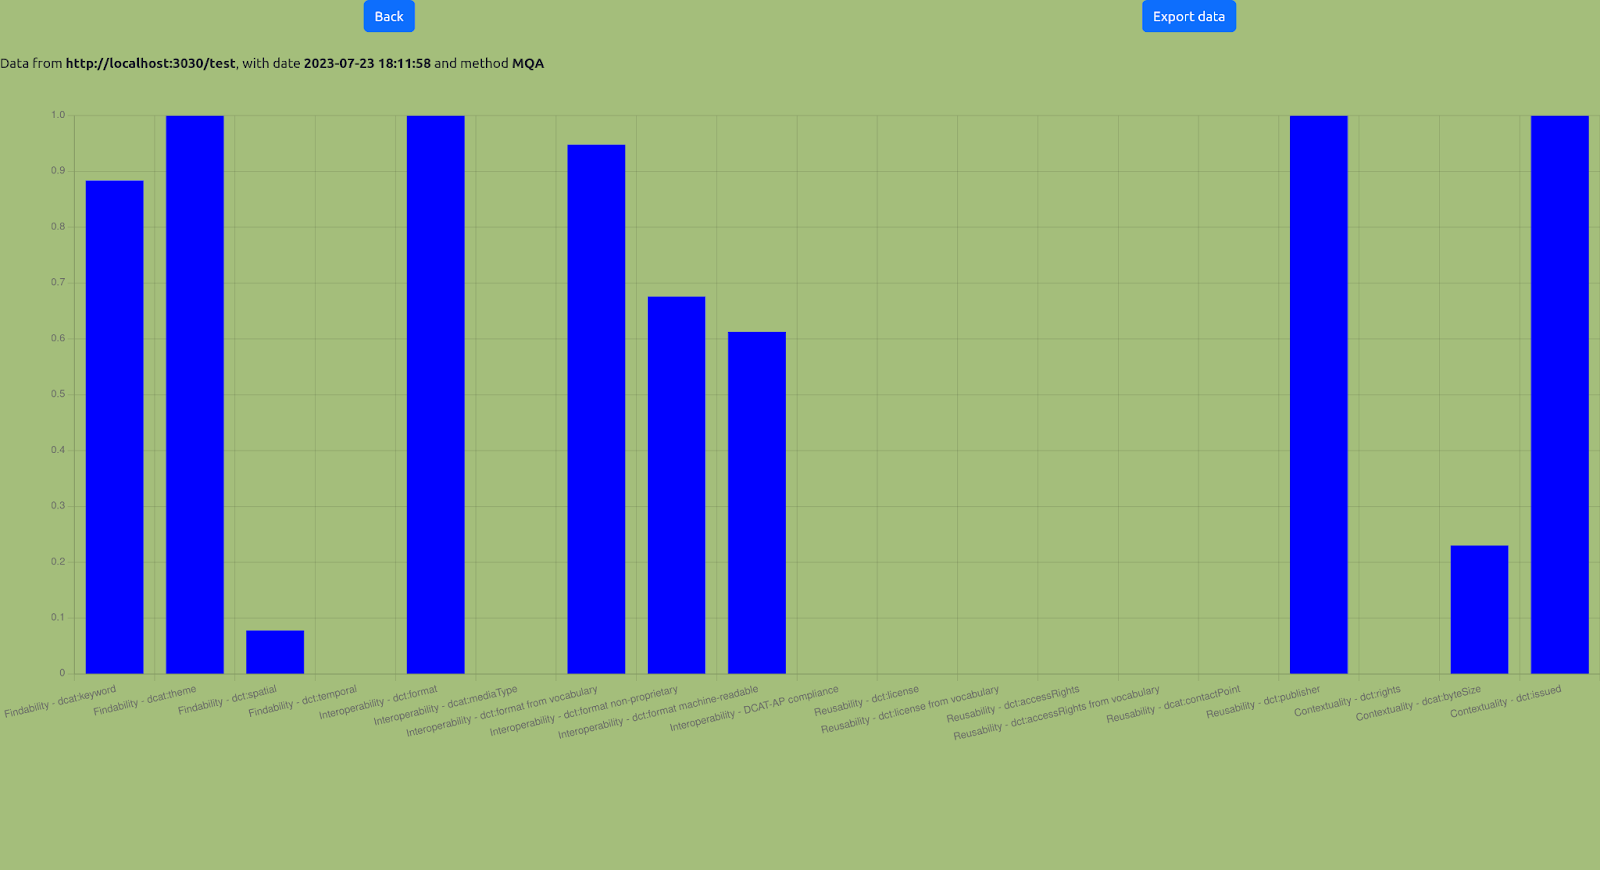 Back
Export data
Data from http://localhost:3030/test, with date 2023-07-23 18:11:58 and method MQA
1.0
0.9
0.8
0.7
0.6
0.5
0.4
0.3
0.2
0.1
0
Findability - dcat:keyword
Findability - dcat:theme
Findability - dct:spatial
Findability - dct:temporal
Interoperability - dct:format
Interoperability - dcat:mediaType
Interoperability - dct:format from vocabulary
Interoperability - dct:format non-proprietary
Interoperability - dct:format machine-readable
Interoperability - DCAT-AP compliance
Reusability - dct:license
Reusability - dct:license from vocabulary
Reusability - dct:accessRights
Reusability - dct:accessRights from vocabulary
Reusability - dcat:contactPoint
Reusability - dct:publisher
Contextuality - dct:rights
Contextuality - dcat:byteSize
Contextuality - dct:issued